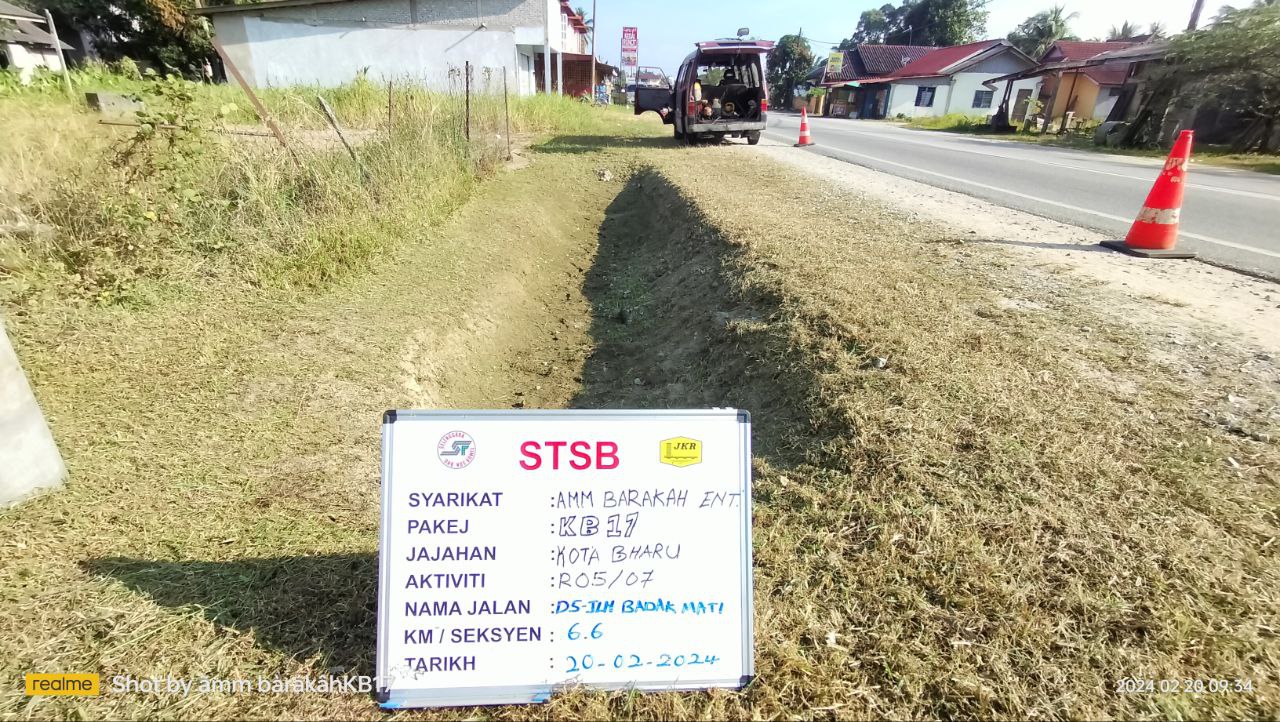 STSB
JKR
SYARIKAT :AMM BARAKAH ENT.
PAKEJ :KB 17
JAJAHAN :KOTA BHARU
AKTIVITI :R05/07
NAMA JALAN :D5-JLN BADAK MATI
KM / SEKSYEN : 6.6
TARIKH : 20-02-2024
realme Shot by amm barakahKB17
2024.02.20 09:34